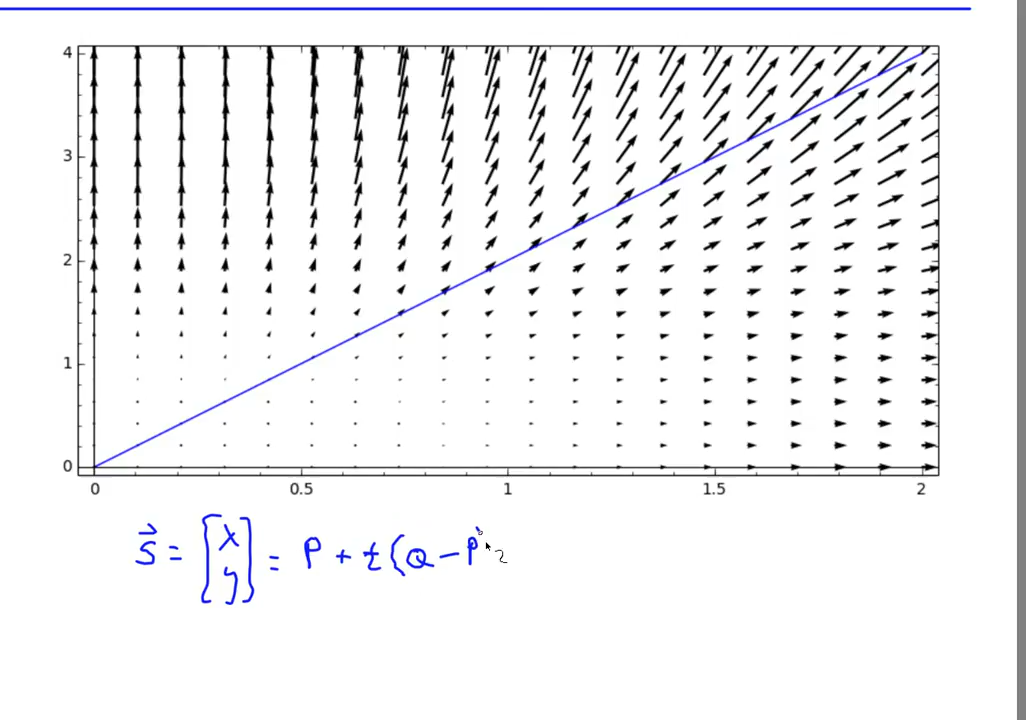 4
3
2
1
0
0 0.5 1 1.5 2
s⃗ = [x y] = P + t(Q − P